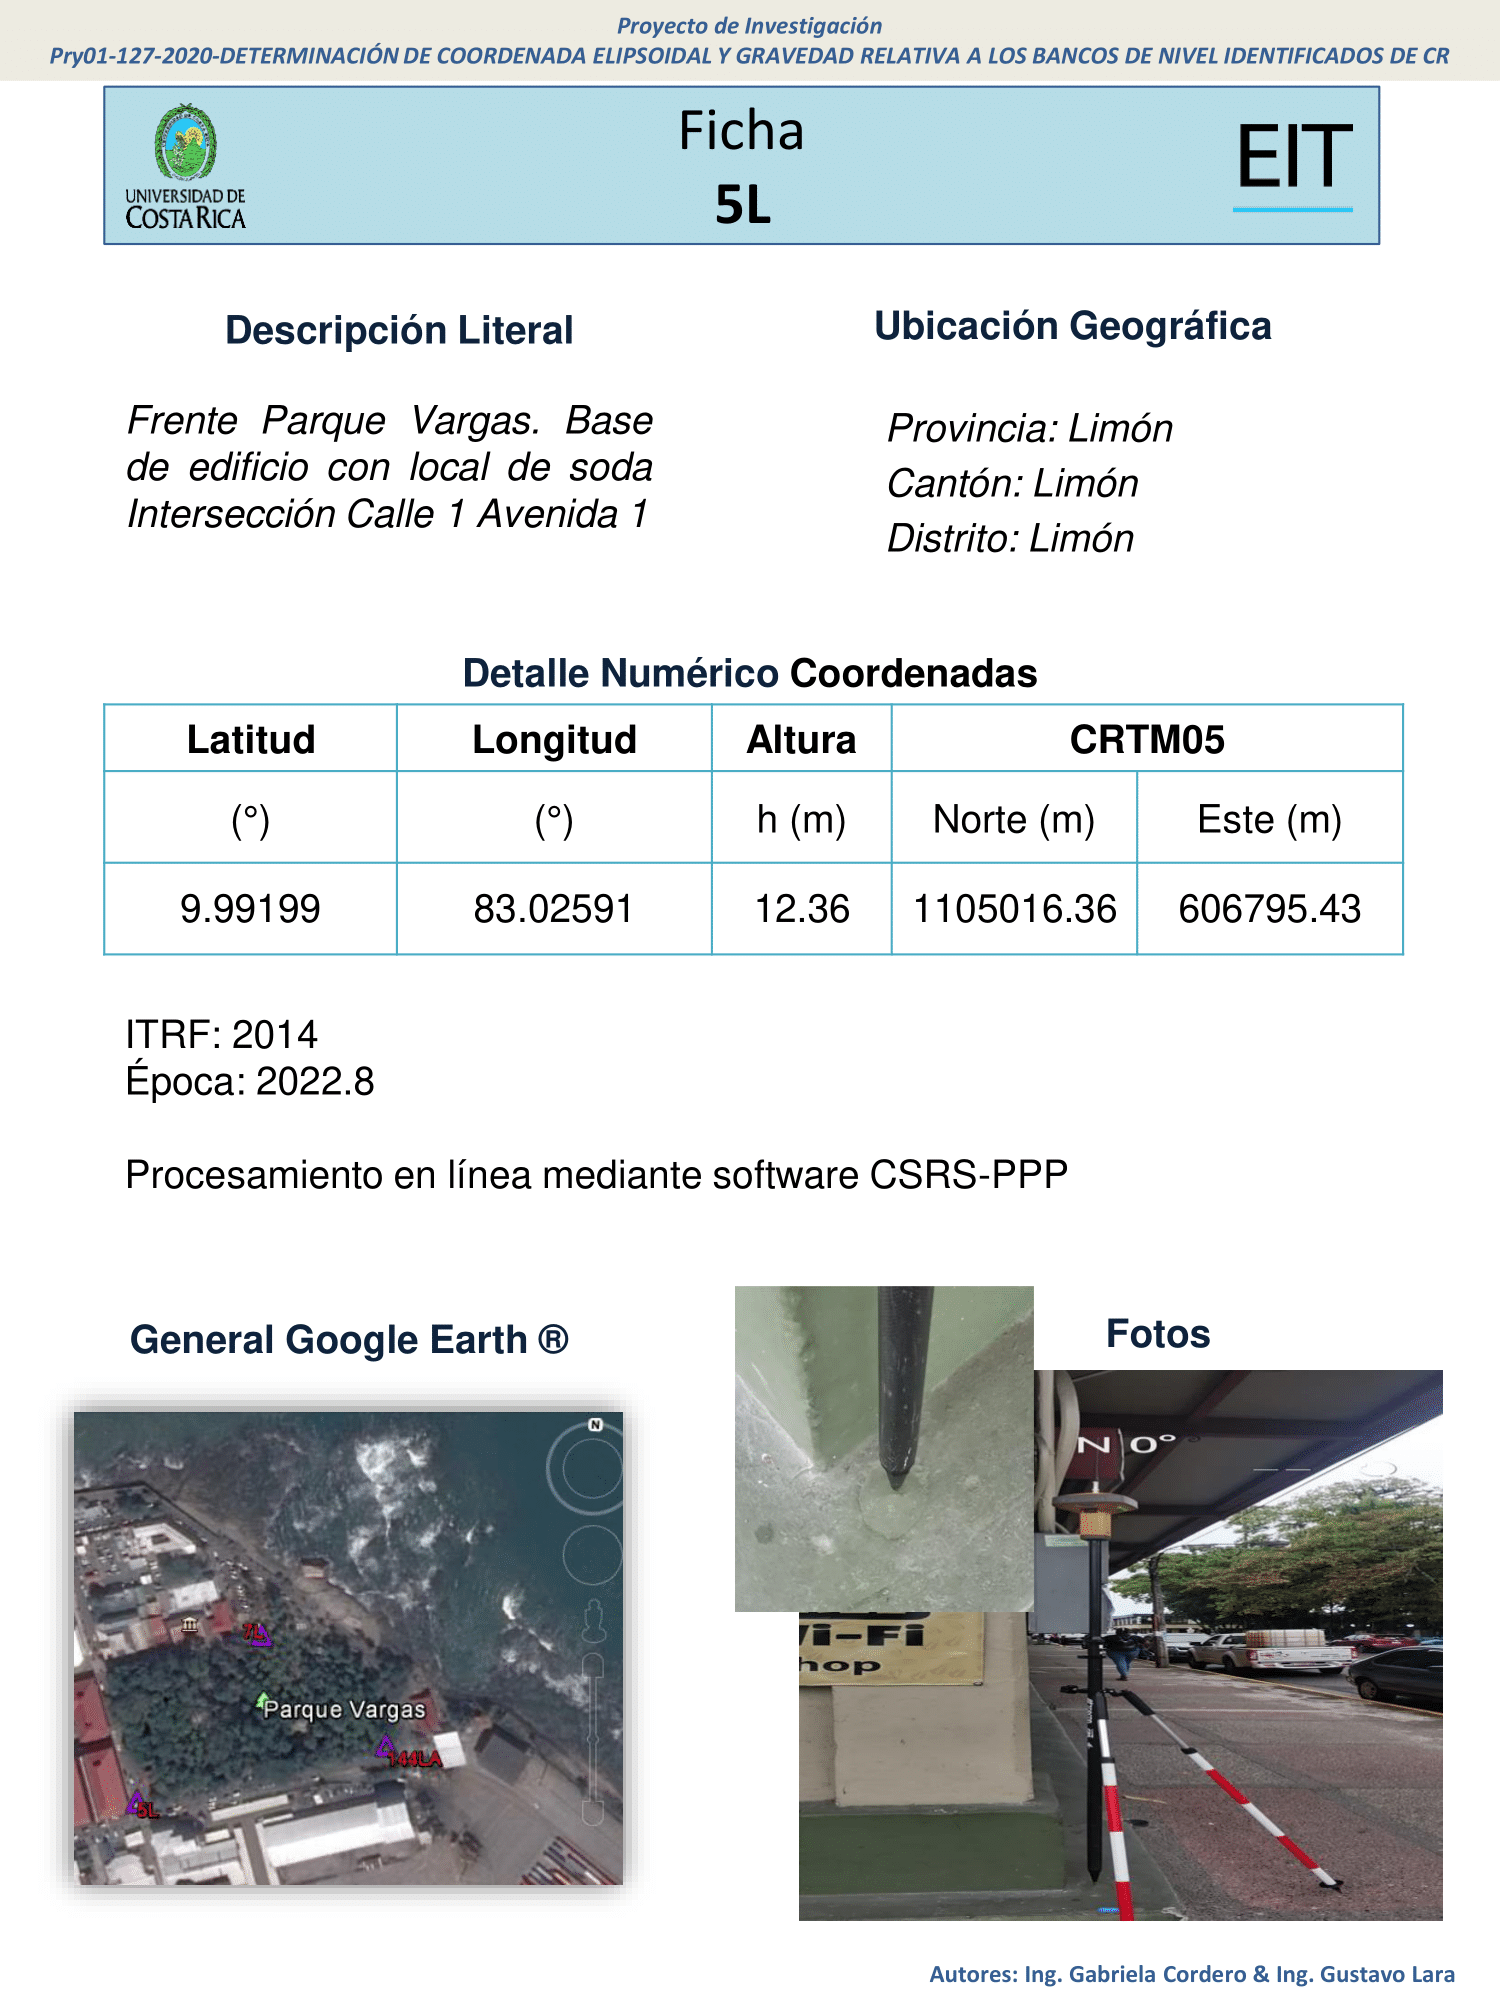 Proyecto de Investigación
Pry01-127-2020-DETERMINACIÓN DE COORDENADA ELIPSOIDAL Y GRAVEDAD RELATIVA A LOS BANCOS DE NIVEL IDENTIFICADOS DE CR
UNIVERSIDAD DE
COSTA RICA
Ficha
5L
EIT
Descripción Literal
Frente Parque Vargas. Base
de edificio con local de soda
Intersección Calle 1 Avenida 1
Ubicación Geográfica
Provincia: Limón
Cantón: Limón
Distrito: Limón
Detalle Numérico Coordenadas
Latitud Longitud Altura CRTM05
(°) (°) h (m) Norte (m) Este (m)
9.99199 83.02591 12.36 1105016.36 606795.43
ITRF: 2014
Época: 2022.8
Procesamiento en línea mediante software CSRS-PPP
General Google Earth ®
N
7L
Parque Vargas
144LA
5L
Fotos
N 0°
Wi-Fi
hop
Autores: Ing. Gabriela Cordero & Ing. Gustavo Lara